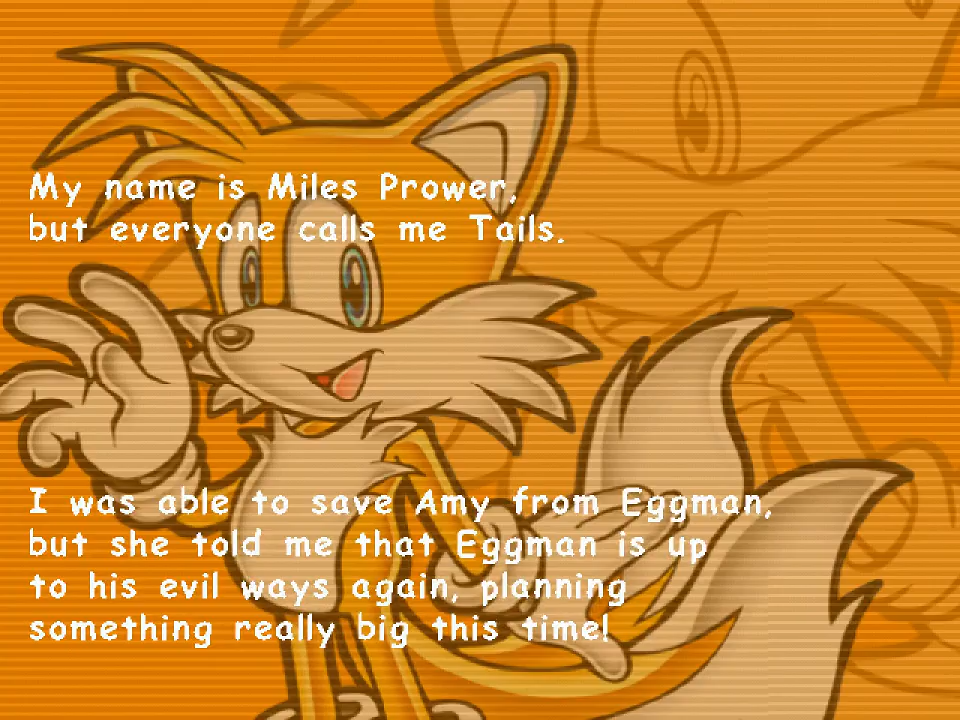 My name is Miles Prower,
but everyone calls me Tails.
I was able to save Amy from Eggman,
but she told me that Eggman is up
to his evil ways again, planning
something really big this time!